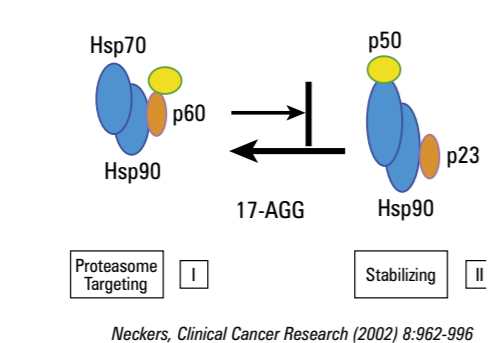 Hsp70
p50
p60
p23
Hsp90
17-AGG
Hsp90
Proteasome
Targeting
I
Stabilizing
II
Neckers, Clinical Cancer Research (2002) 8:962-996